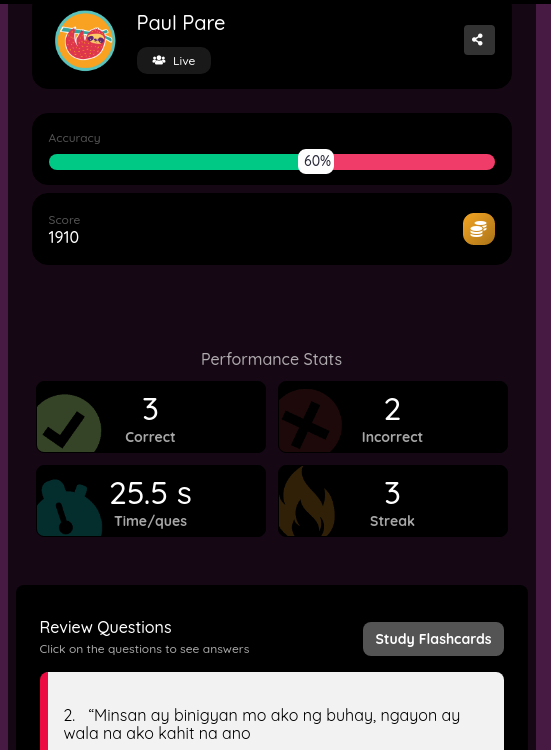 Paul Pare
Live
Accuracy
60%
Score
1910
Performance Stats
3
Correct
2
Incorrect
25.5 s
Time/ques
3
Streak
Review Questions
Click on the questions to see answers
Study Flashcards
2. “Minsan ay binigyan mo ako ng buhay, ngayon ay
wala na ako kahit na ano